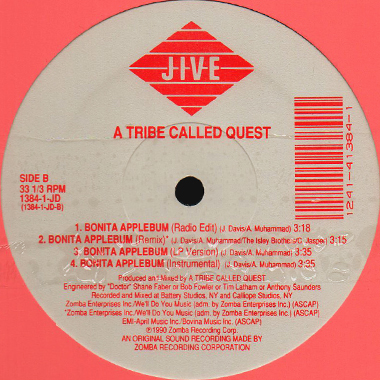 JIVE
A TRIBE CALLED QUEST
SIDE B
33 1/3 RPM
1384-1-JD
(1384-1-JD-B)
1241-41384-1
1. BONITA APPLEBUM (Radio Edit) (J. Davis/A. Muhammad) 3:18
2. BONITA APPLEBUM (Remix)* (J. Davis/A. Muhammad/The Isley Brothers/C. Jasper) 3:15
3. BONITA APPLEBUM (LP Version) (J. Davis/A. Muhammad) 3:35
4. BONITA APPLEBUM (Instrumental) (J. Davis/A. Muhammad) 3:35
Produced and Mixed by A TRIBE CALLED QUEST
Engineered by "Doctor" Shane Faber or Bob Fowler or Tim Latham or Anthony Saunders
Recorded and Mixed at Battery Studios, NY and Calliope Studios, NY
Zomba Enterprises Inc./We'll Do You Music (adm. by Zomba Enterprises Inc.) (ASCAP)
*Zomba Enterprises Inc./We'll Do You Music (adm. by Zomba Enterprises Inc.) (ASCAP)
EMI-April Music Inc./Bovina Music Inc. (ASCAP)
℗1990 Zomba Recording Corp.
AN ORIGINAL SOUND RECORDING MADE BY
ZOMBA RECORDING CORPORATION